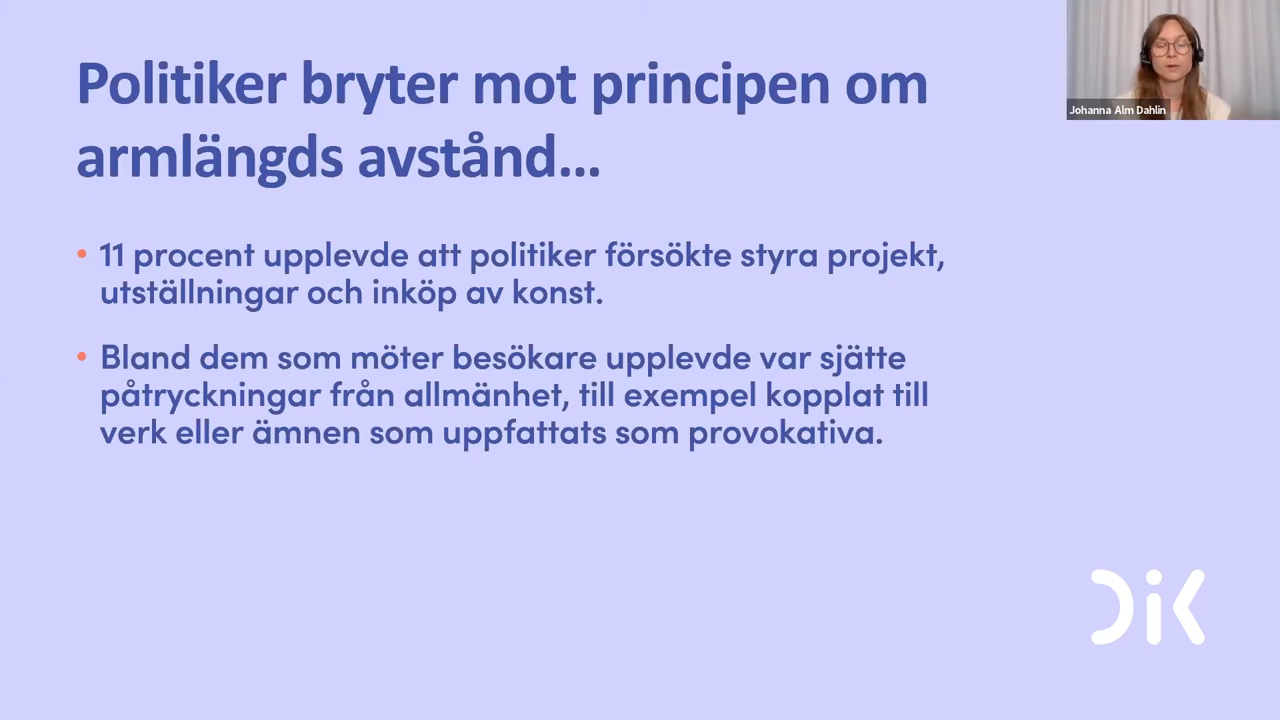 Politiker bryter mot principen om
armlängds avstånd...
• 11 procent upplevde att politiker försökte styra projekt,
utställningar och inköp av konst.
• Bland dem som möter besökare upplevde var sjätte
påtryckningar från allmänhet, till exempel kopplat till
verk eller ämnen som uppfattats som provokativa.
Johanna Alm Dahlin
DiK